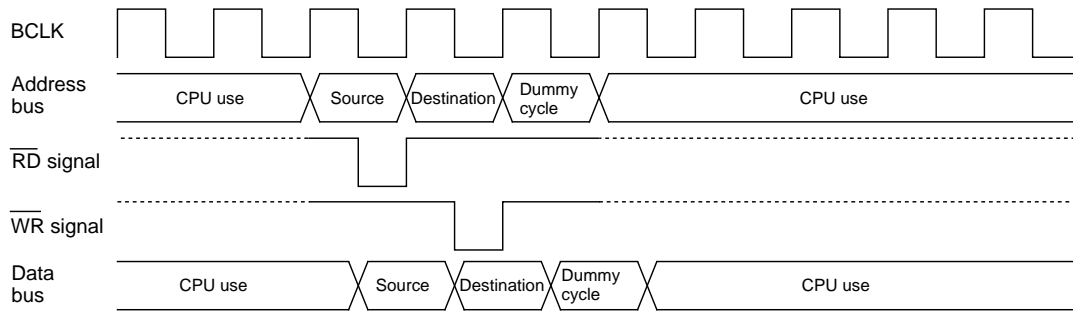 BCLK
Address
bus
CPU use
Source
Destination
Dummy
cycle
CPU use
RD signal
WR signal
Data
bus
CPU use
Source
Destination
Dummy
cycle
CPU use